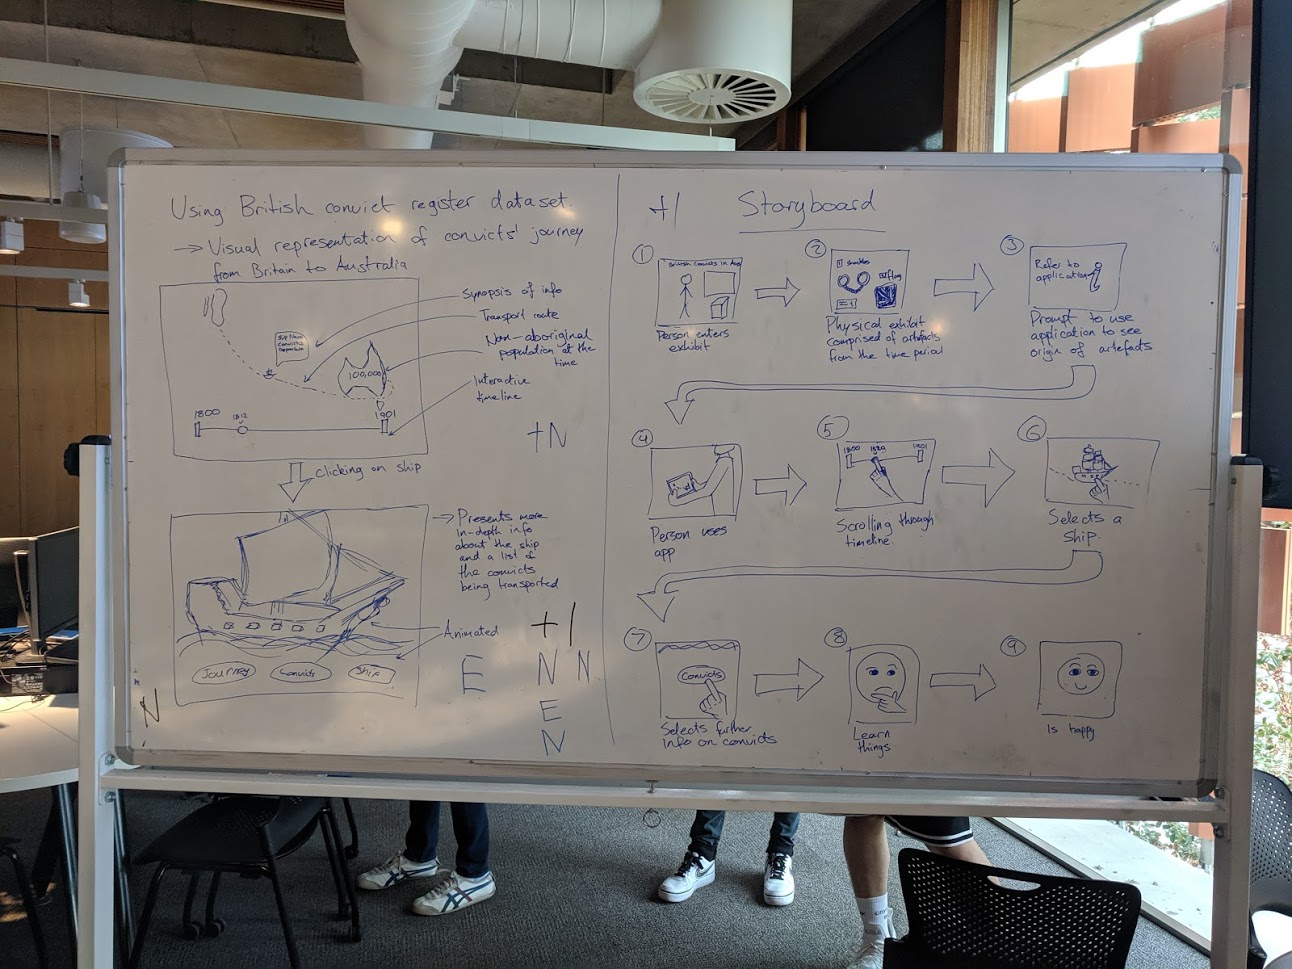 Using British convict register dataset
→ Visual representation of convicts' journey
from Britain to Australia
Synopsis of info
Transport route
Non-aboriginal
population at the
time
Interactive
timeline
100,000
1800
1812
1901
+N
Clicking on ship
→ Presents more
in-depth info
about the ship
and a list of
the convicts
being transported
Animated
Journey
Convicts
Ship
+1
E N N
E
N
N
+1
Storyboard
1
British Convicts in Aus
Person enters
exhibit
2
shackles
flag
Physical exhibit
comprised of artefacts
from the time period
3
Refer to
application
Prompt to use
application to see
origin of artefacts
4
Person uses
app
5
1800
1901
Scrolling through
timeline.
6
Selects a
ship.
7
Convicts
Selects further
info on convicts
8
Learn
things
9
Is happy